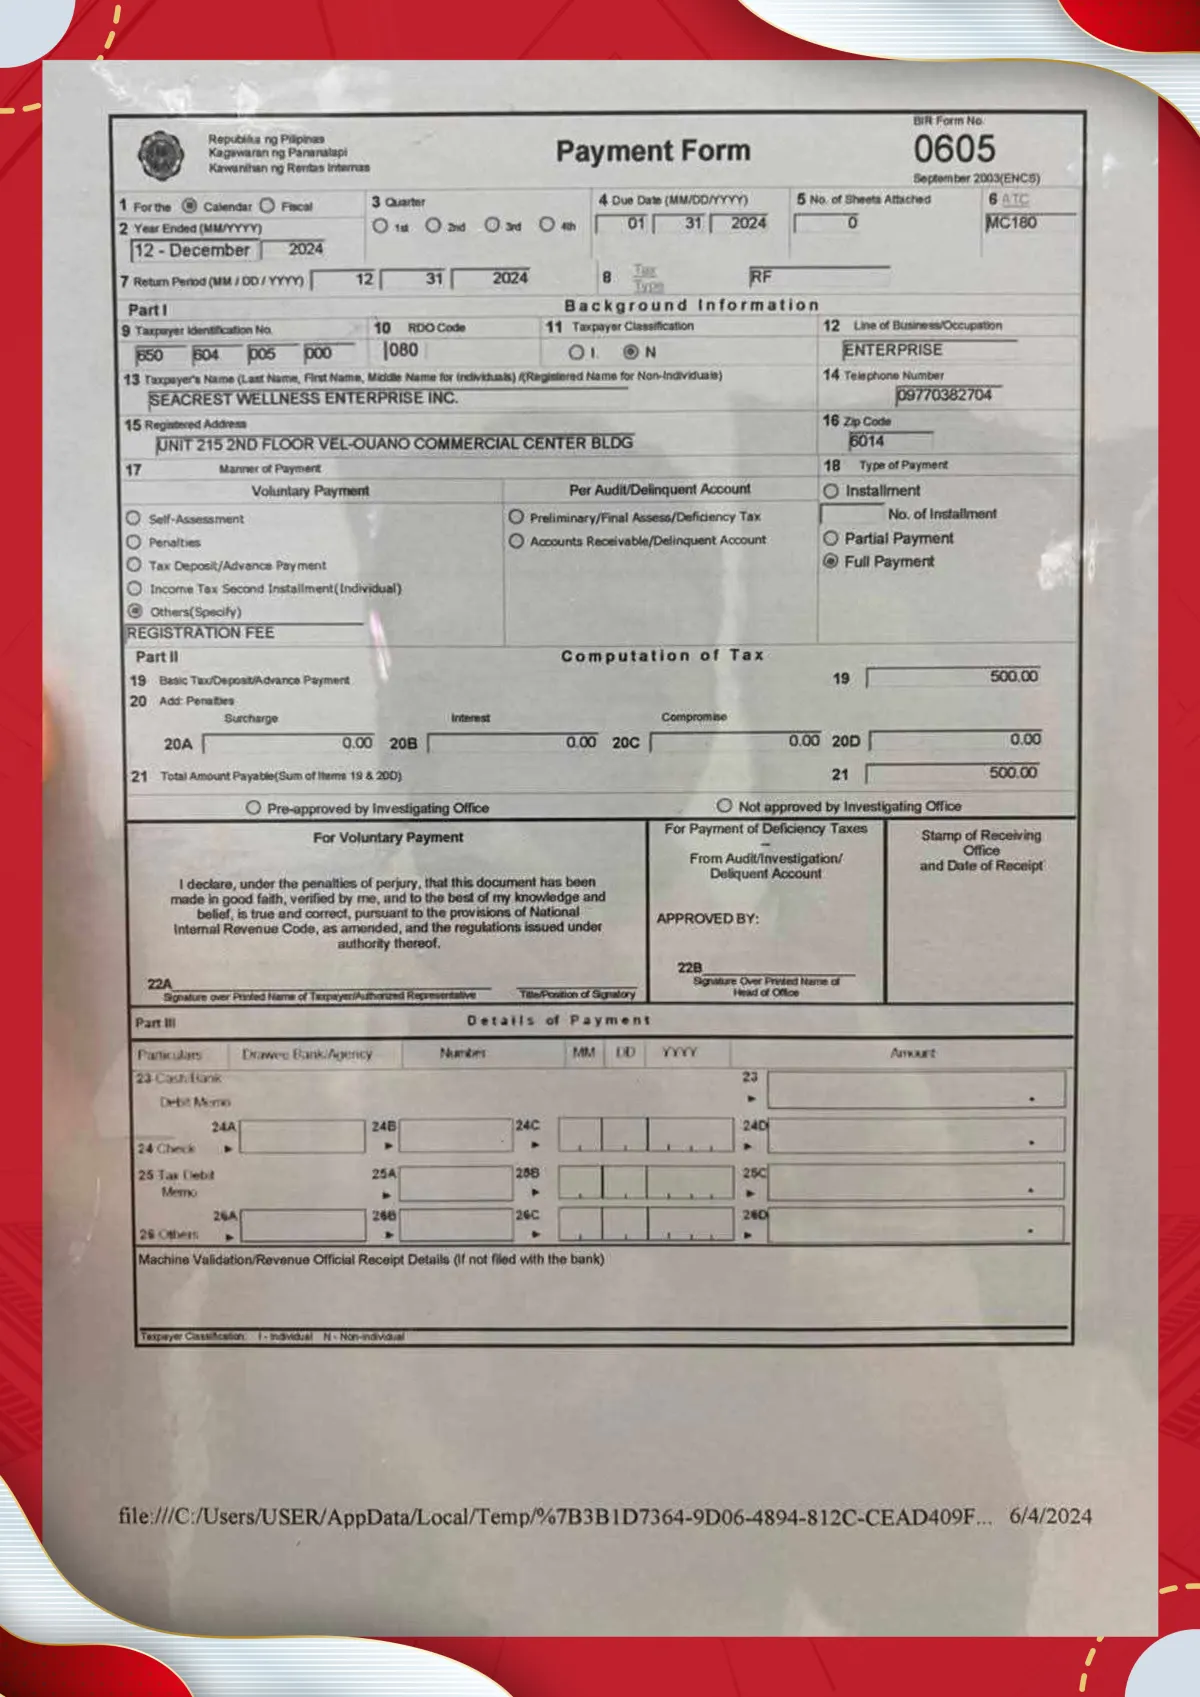 Republika ng Pilipinas
Kagawaran ng Pananalapi
Kawanihan ng Rentas Internas
Payment Form
BIR Form No.
0605
September 2003(ENCS)
1 For the Calendar Fiscal
2 Year Ended (MM/YYYY)
12 - December 2024
3 Quarter
1st 2nd 3rd 4th
4 Due Date (MM/DD/YYYY)
01 31 2024
5 No. of Sheets Attached
0
6 ATC
MC180
7 Return Period (MM / DD / YYYY) 12 31 2024
8 Tax Type RF
Part I Background Information
9 Taxpayer Identification No.
650 604 005 000
10 RDO Code
080
11 Taxpayer Classification
I. N
12 Line of Business/Occupation
ENTERPRISE
13 Taxpayer's Name (Last Name, First Name, Middle Name for Individuals) /(Registered Name for Non-Individuals)
SEACREST WELLNESS ENTERPRISE INC.
14 Telephone Number
09770382704
15 Registered Address
UNIT 215 2ND FLOOR VEL-OUANO COMMERCIAL CENTER BLDG
16 Zip Code
6014
17 Manner of Payment
18 Type of Payment
Voluntary Payment
Per Audit/Delinquent Account
Installment
Self-Assessment
Preliminary/Final Assess/Deficiency Tax
No. of Installment
Penalties
Accounts Receivable/Delinquent Account
Partial Payment
Tax Deposit/Advance Payment
Full Payment
Income Tax Second Installment(Individual)
Others(Specify)
REGISTRATION FEE
Part II Computation of Tax
19 Basic Tax/Deposit/Advance Payment 19 500.00
20 Add: Penalties
Surcharge Interest Compromise
20A 0.00 20B 0.00 20C 0.00 20D 0.00
21 Total Amount Payable(Sum of Items 19 & 20D) 21 500.00
Pre-approved by Investigating Office Not approved by Investigating Office
For Voluntary Payment
I declare, under the penalties of perjury, that this document has been
made in good faith, verified by me, and to the best of my knowledge and
belief, is true and correct, pursuant to the provisions of National
Internal Revenue Code, as amended, and the regulations issued under
authority thereof.
22A
Signature over Printed Name of Taxpayer/Authorized Representative Title/Position of Signatory
For Payment of Deficiency Taxes
–
From Audit/Investigation/
Deliquent Account
APPROVED BY:
22B
Signature Over Printed Name of
Head of Office
Stamp of Receiving
Office
and Date of Receipt
Part III Details of Payment
Particulars Drawee Bank/Agency Number MM DD YYYY Amount
23 Cash/Bank 23
Debit Memo
24A 24B 24C 24D
24 Check
25 Tax Debit 25A 25B 25C
Memo
26A 26B 26C 26D
26 Others
Machine Validation/Revenue Official Receipt Details (If not filed with the bank)
Taxpayer Classification: I - Individual N - Non-individual
file:///C:/Users/USER/AppData/Local/Temp/%7B3B1D7364-9D06-4894-812C-CEAD409F... 6/4/2024